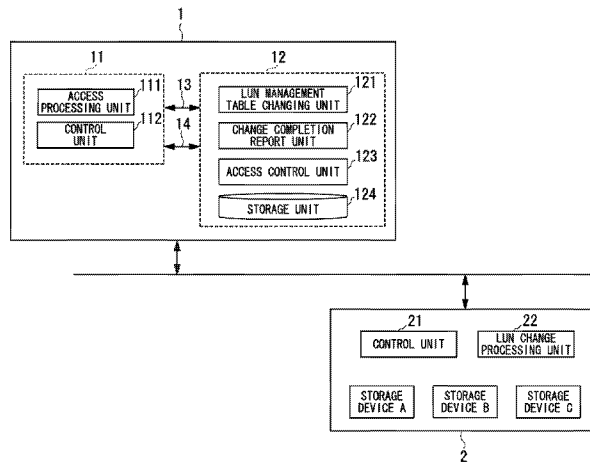 1
11
12
ACCESS
PROCESSING UNIT
111
CONTROL
UNIT
112
13
14
LUN MANAGEMENT
TABLE CHANGING UNIT
121
CHANGE COMPLETION
REPORT UNIT
122
ACCESS CONTROL UNIT
123
STORAGE UNIT
124
21
CONTROL UNIT
22
LUN CHANGE
PROCESSING UNIT
STORAGE
DEVICE A
STORAGE
DEVICE B
STORAGE
DEVICE C
2